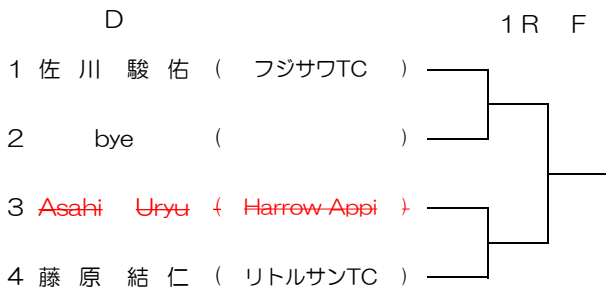 D 1R F
1 佐 川 駿 佑 ( フジサワTC )
2 bye ( )
3 Asahi Uryu ( Harrow Appi )
4 藤 原 結 仁 ( リトルサンTC )